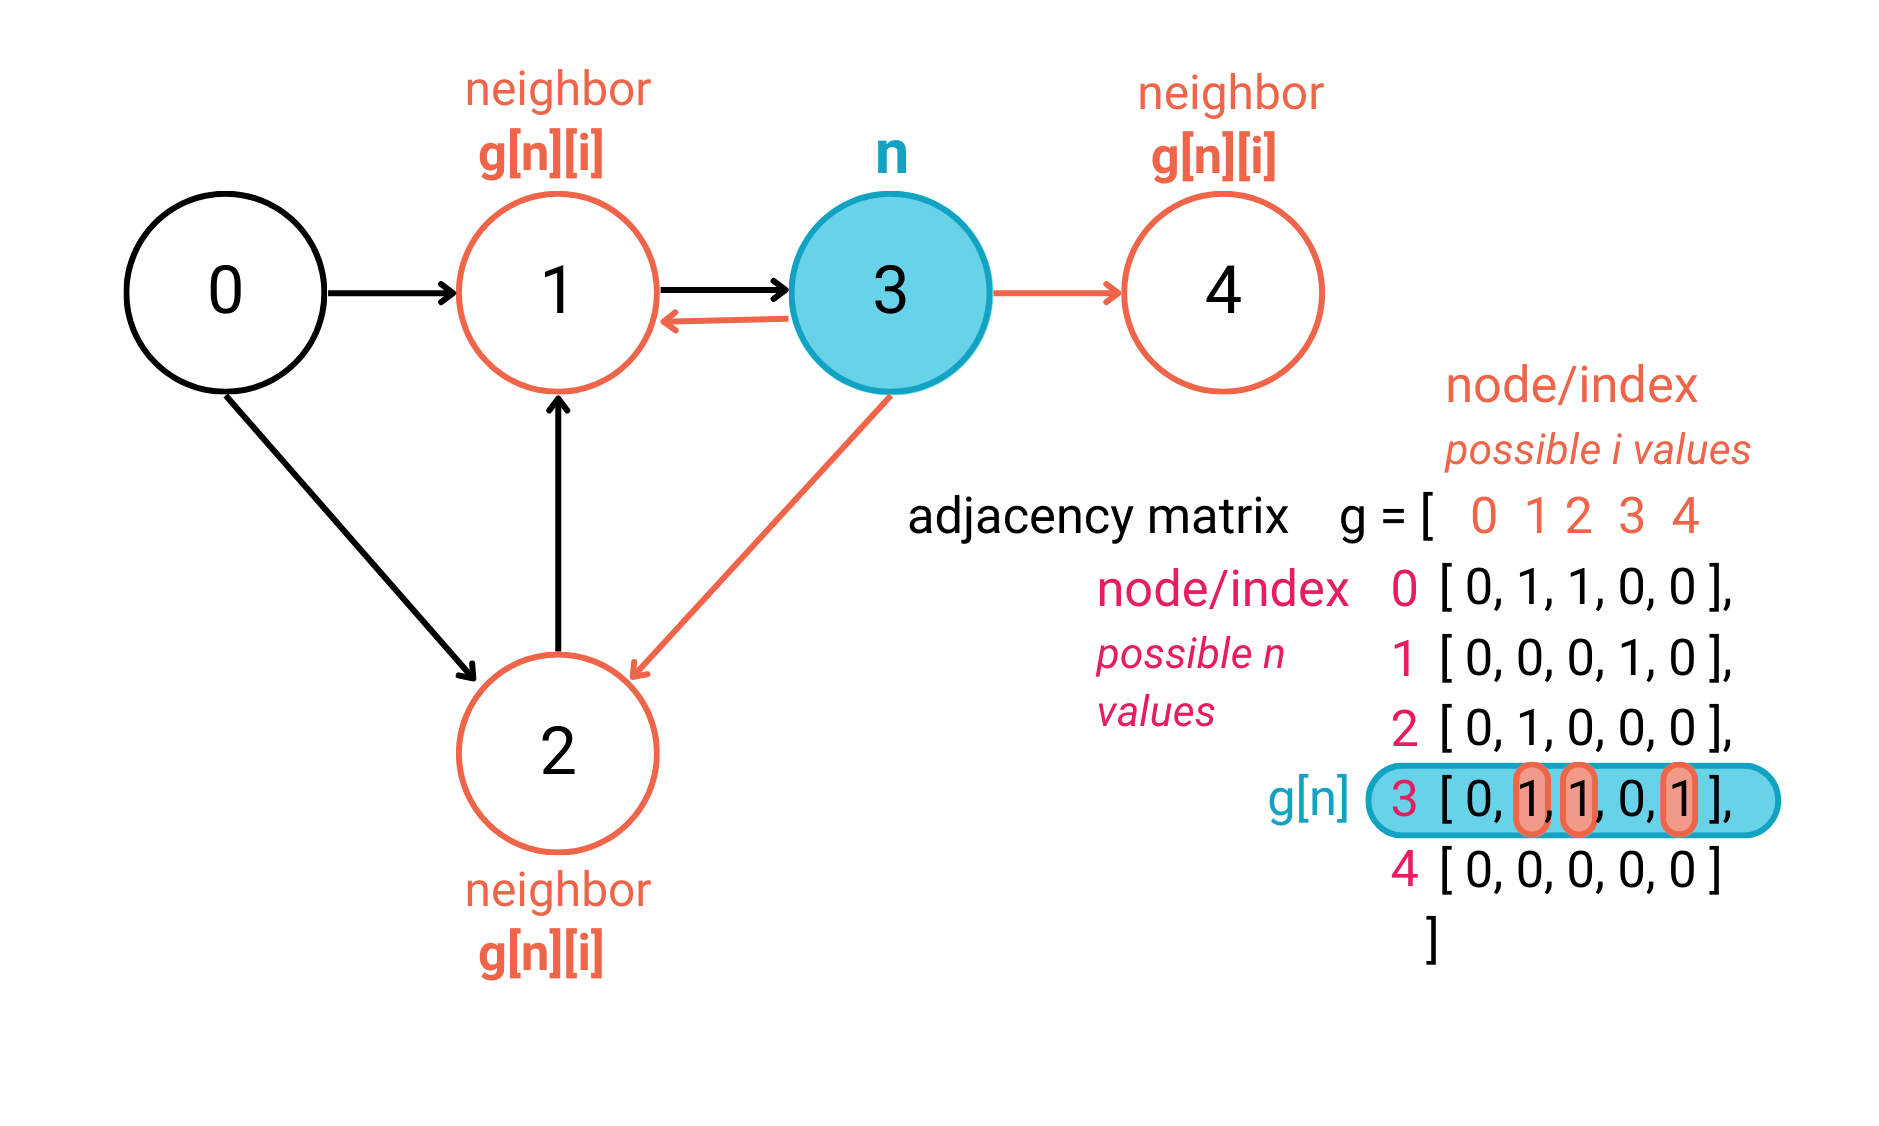 neighbor
g[n][i]
n
neighbor
g[n][i]
0
1
3
4
2
neighbor
g[n][i]
node/index
possible i values
adjacency matrix g = [ 0 1 2 3 4
node/index 0 [ 0, 1, 1, 0, 0 ],
possible n
values
1 [ 0, 0, 0, 1, 0 ],
2 [ 0, 1, 0, 0, 0 ],
g[n] 3 [ 0, 1, 1, 0, 1 ],
4 [ 0, 0, 0, 0, 0 ]
]